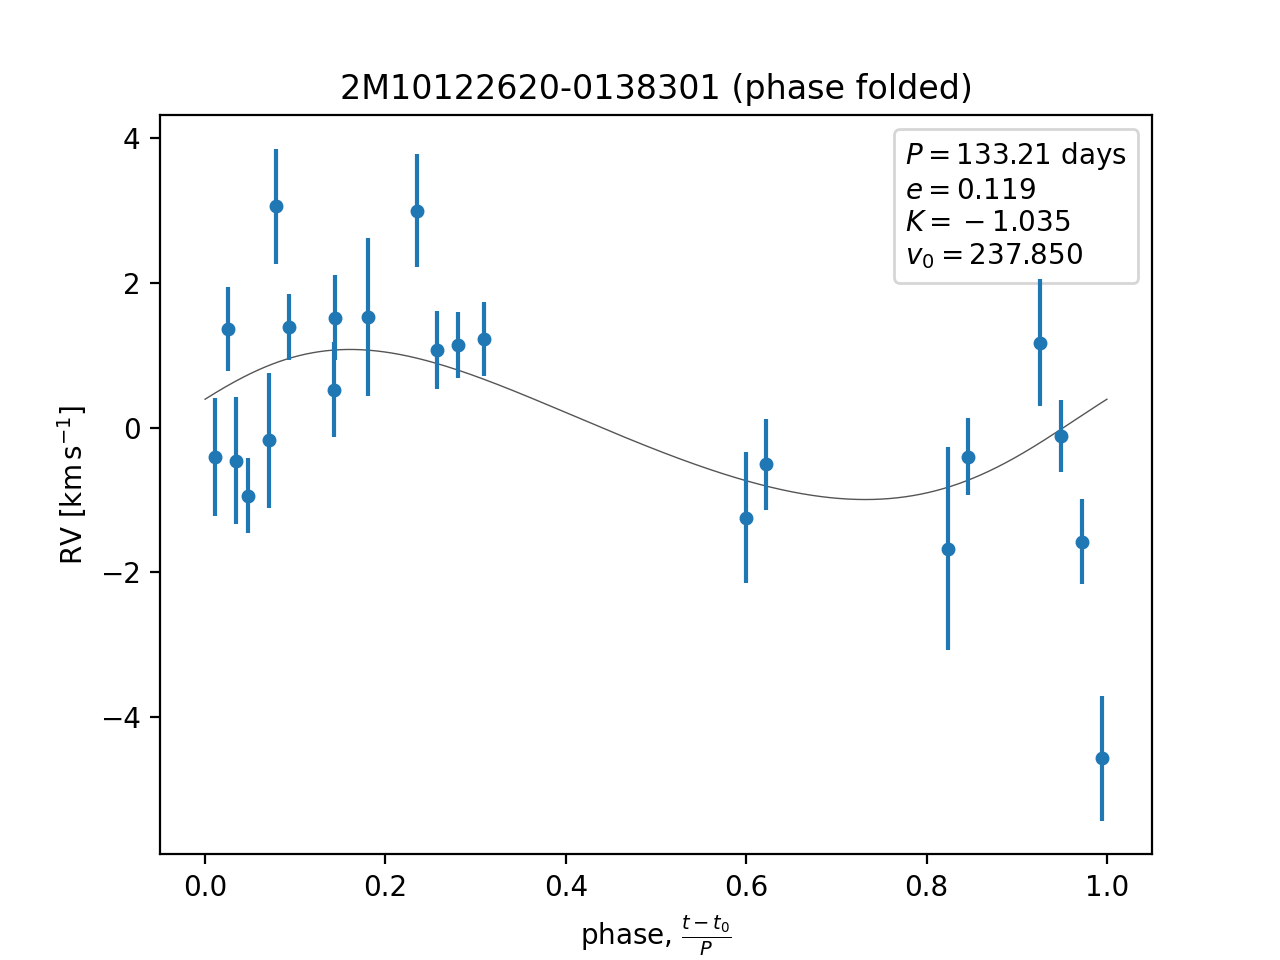 2M10122620-0138301 (phase folded)
P = 133.21 days
e = 0.119
K = −1.035
v₀ = 237.850
RV [km s⁻¹]
4
2
0
−2
−4
0.0 0.2 0.4 0.6 0.8 1.0
phase, (t − t₀)/P